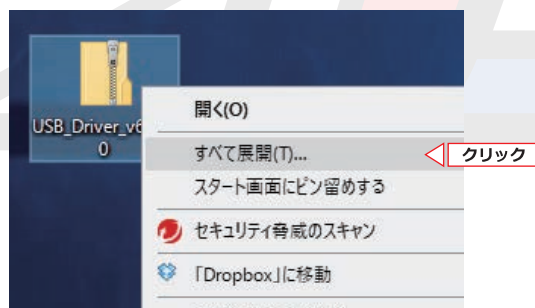 USB_Driver_v6
0
開く(O)
すべて展開(T)...
クリック
スタート画面にピン留めする
セキュリティ脅威のスキャン
「Dropbox」に移動